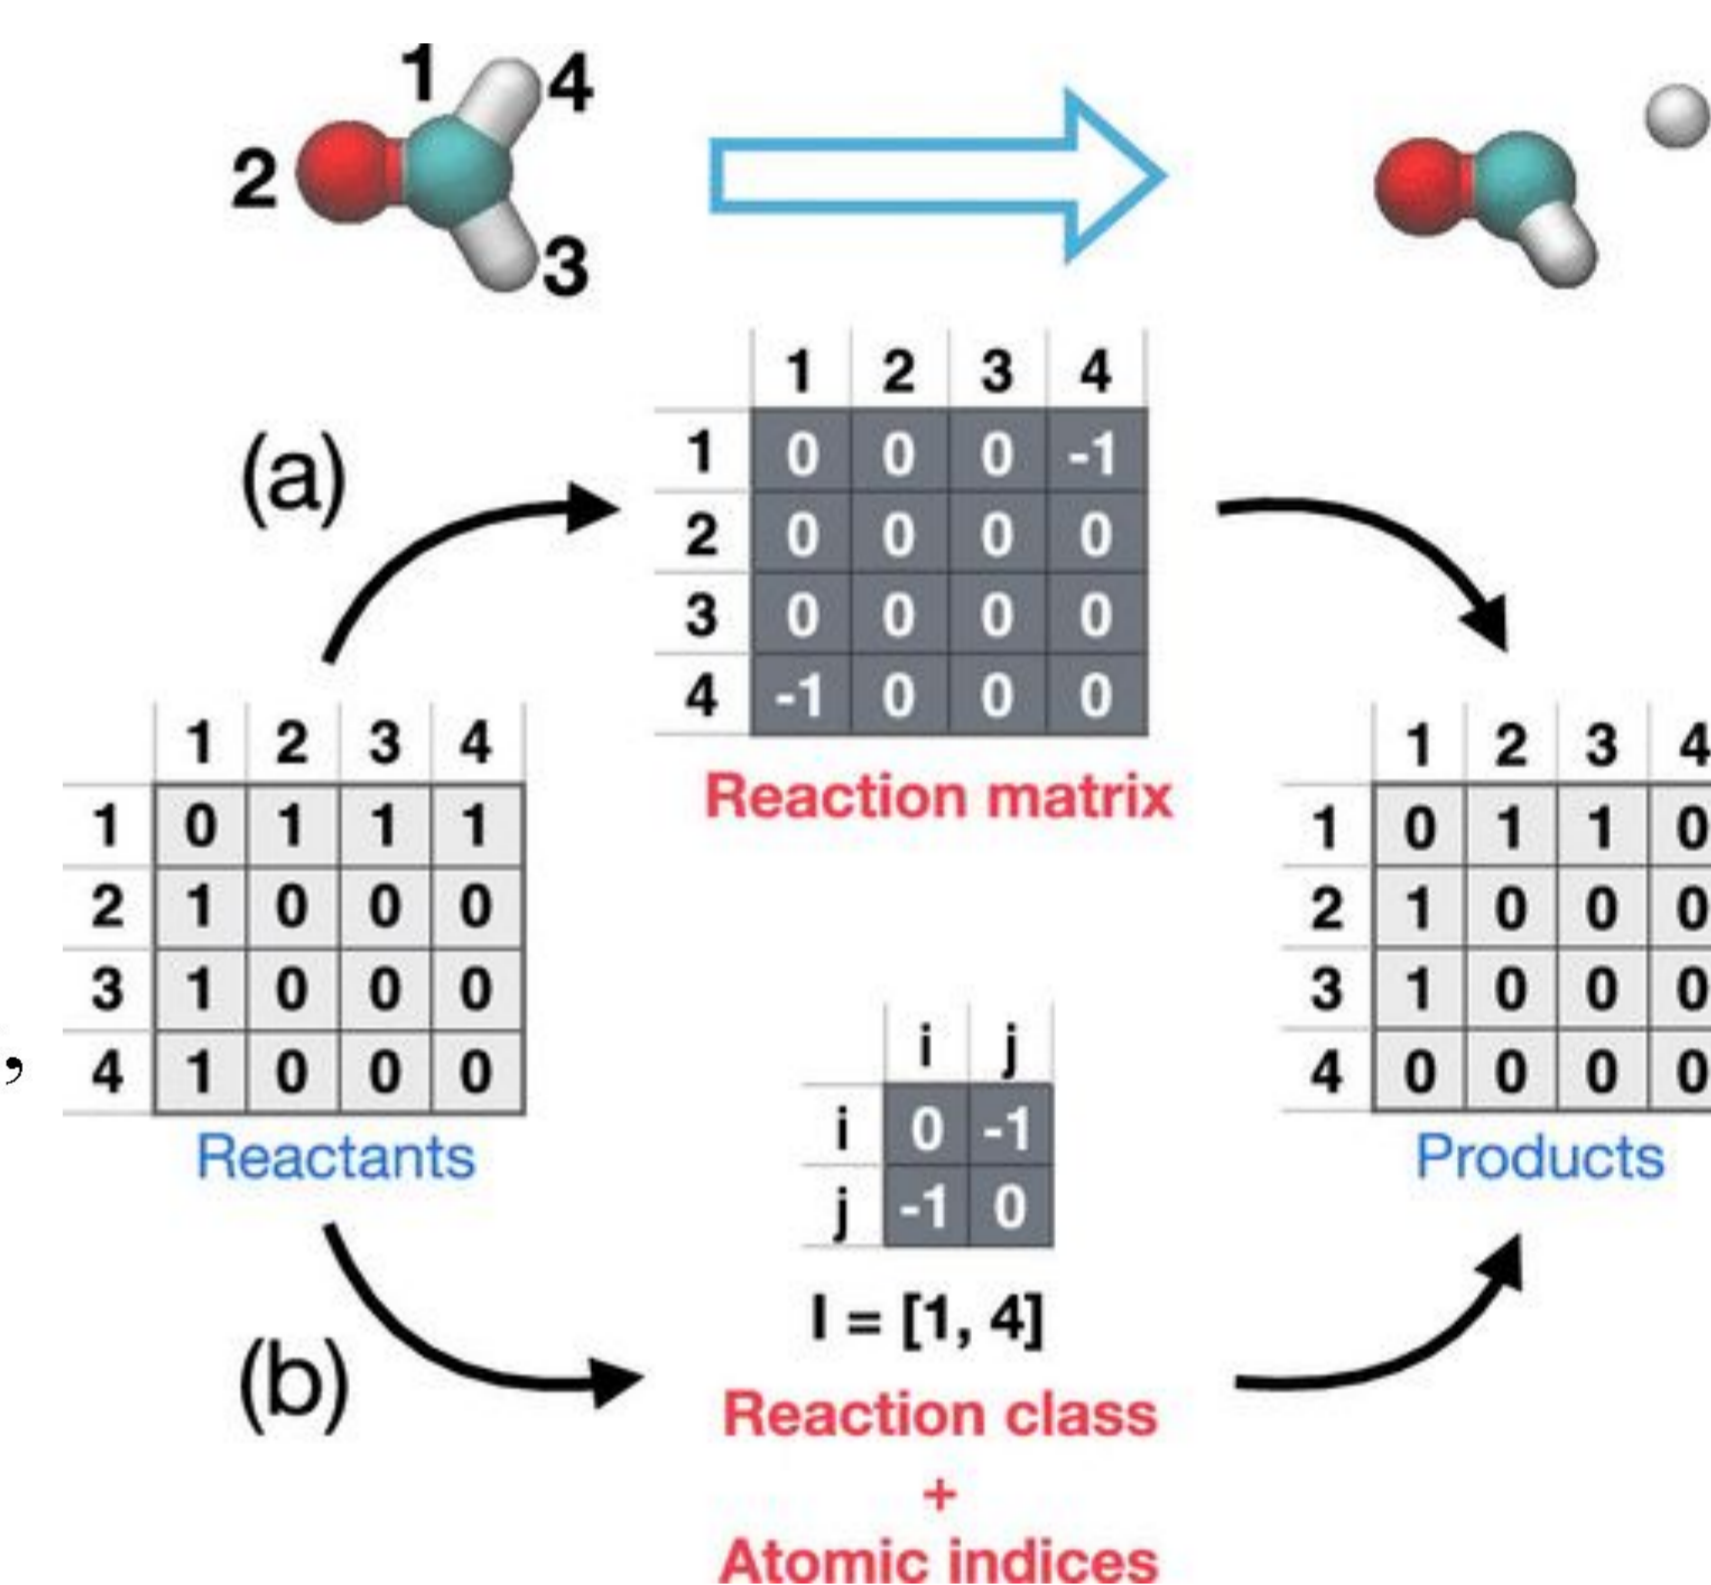 1
4
2
3
1 2 3 4
1 0 0 0 -1
2 0 0 0 0
3 0 0 0 0
4 -1 0 0 0
Reaction matrix
(a)
1 2 3 4
1 0 1 1 1
2 1 0 0 0
3 1 0 0 0
, 4 1 0 0 0
Reactants
1 2 3 4
1 0 1 1 0
2 1 0 0 0
3 1 0 0 0
4 0 0 0 0
Products
i j
i 0 -1
j -1 0
I = [1, 4]
(b)
Reaction class
+
Atomic indices